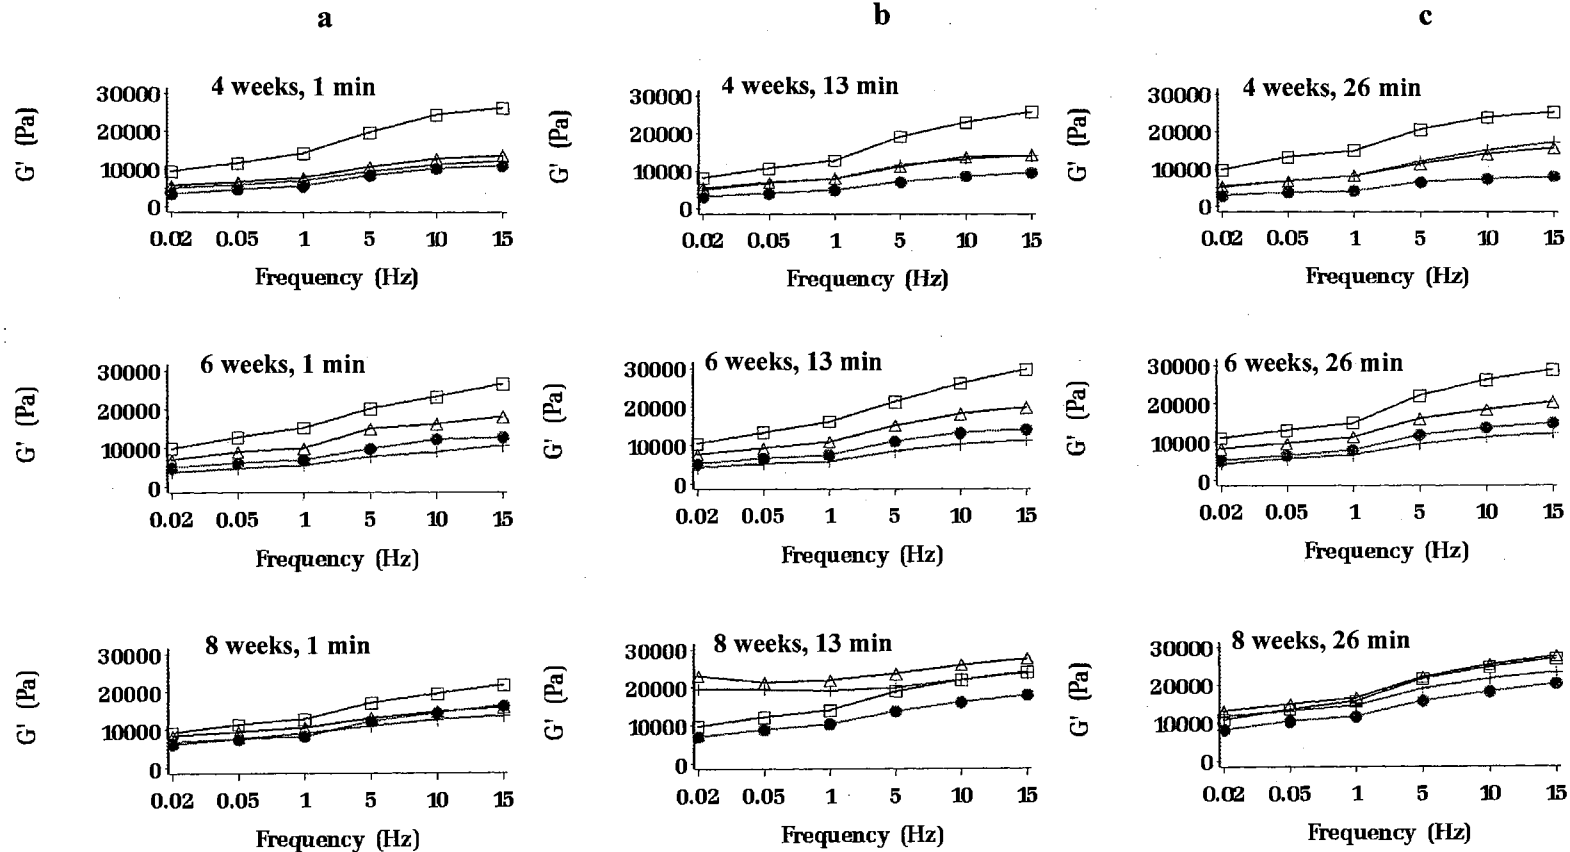 a
b
c
4 weeks, 1 min
30000
20000
10000
0
G' (Pa)
0.02 0.05 1 5 10 15
Frequency (Hz)
4 weeks, 13 min
30000
20000
10000
0
G' (Pa)
0.02 0.05 1 5 10 15
Frequency (Hz)
4 weeks, 26 min
30000
20000
10000
0
G' (Pa)
0.02 0.05 1 5 10 15
Frequency (Hz)
6 weeks, 1 min
30000
20000
10000
0
G' (Pa)
0.02 0.05 1 5 10 15
Frequency (Hz)
6 weeks, 13 min
30000
20000
10000
0
G' (Pa)
0.02 0.05 1 5 10 15
Frequency (Hz)
6 weeks, 26 min
30000
20000
10000
0
G' (Pa)
0.02 0.05 1 5 10 15
Frequency (Hz)
8 weeks, 1 min
30000
20000
10000
0
G' (Pa)
0.02 0.05 1 5 10 15
Frequency (Hz)
8 weeks, 13 min
30000
20000
10000
0
G' (Pa)
0.02 0.05 1 5 10 15
Frequency (Hz)
8 weeks, 26 min
30000
20000
10000
0
G' (Pa)
0.02 0.05 1 5 10 15
Frequency (Hz)